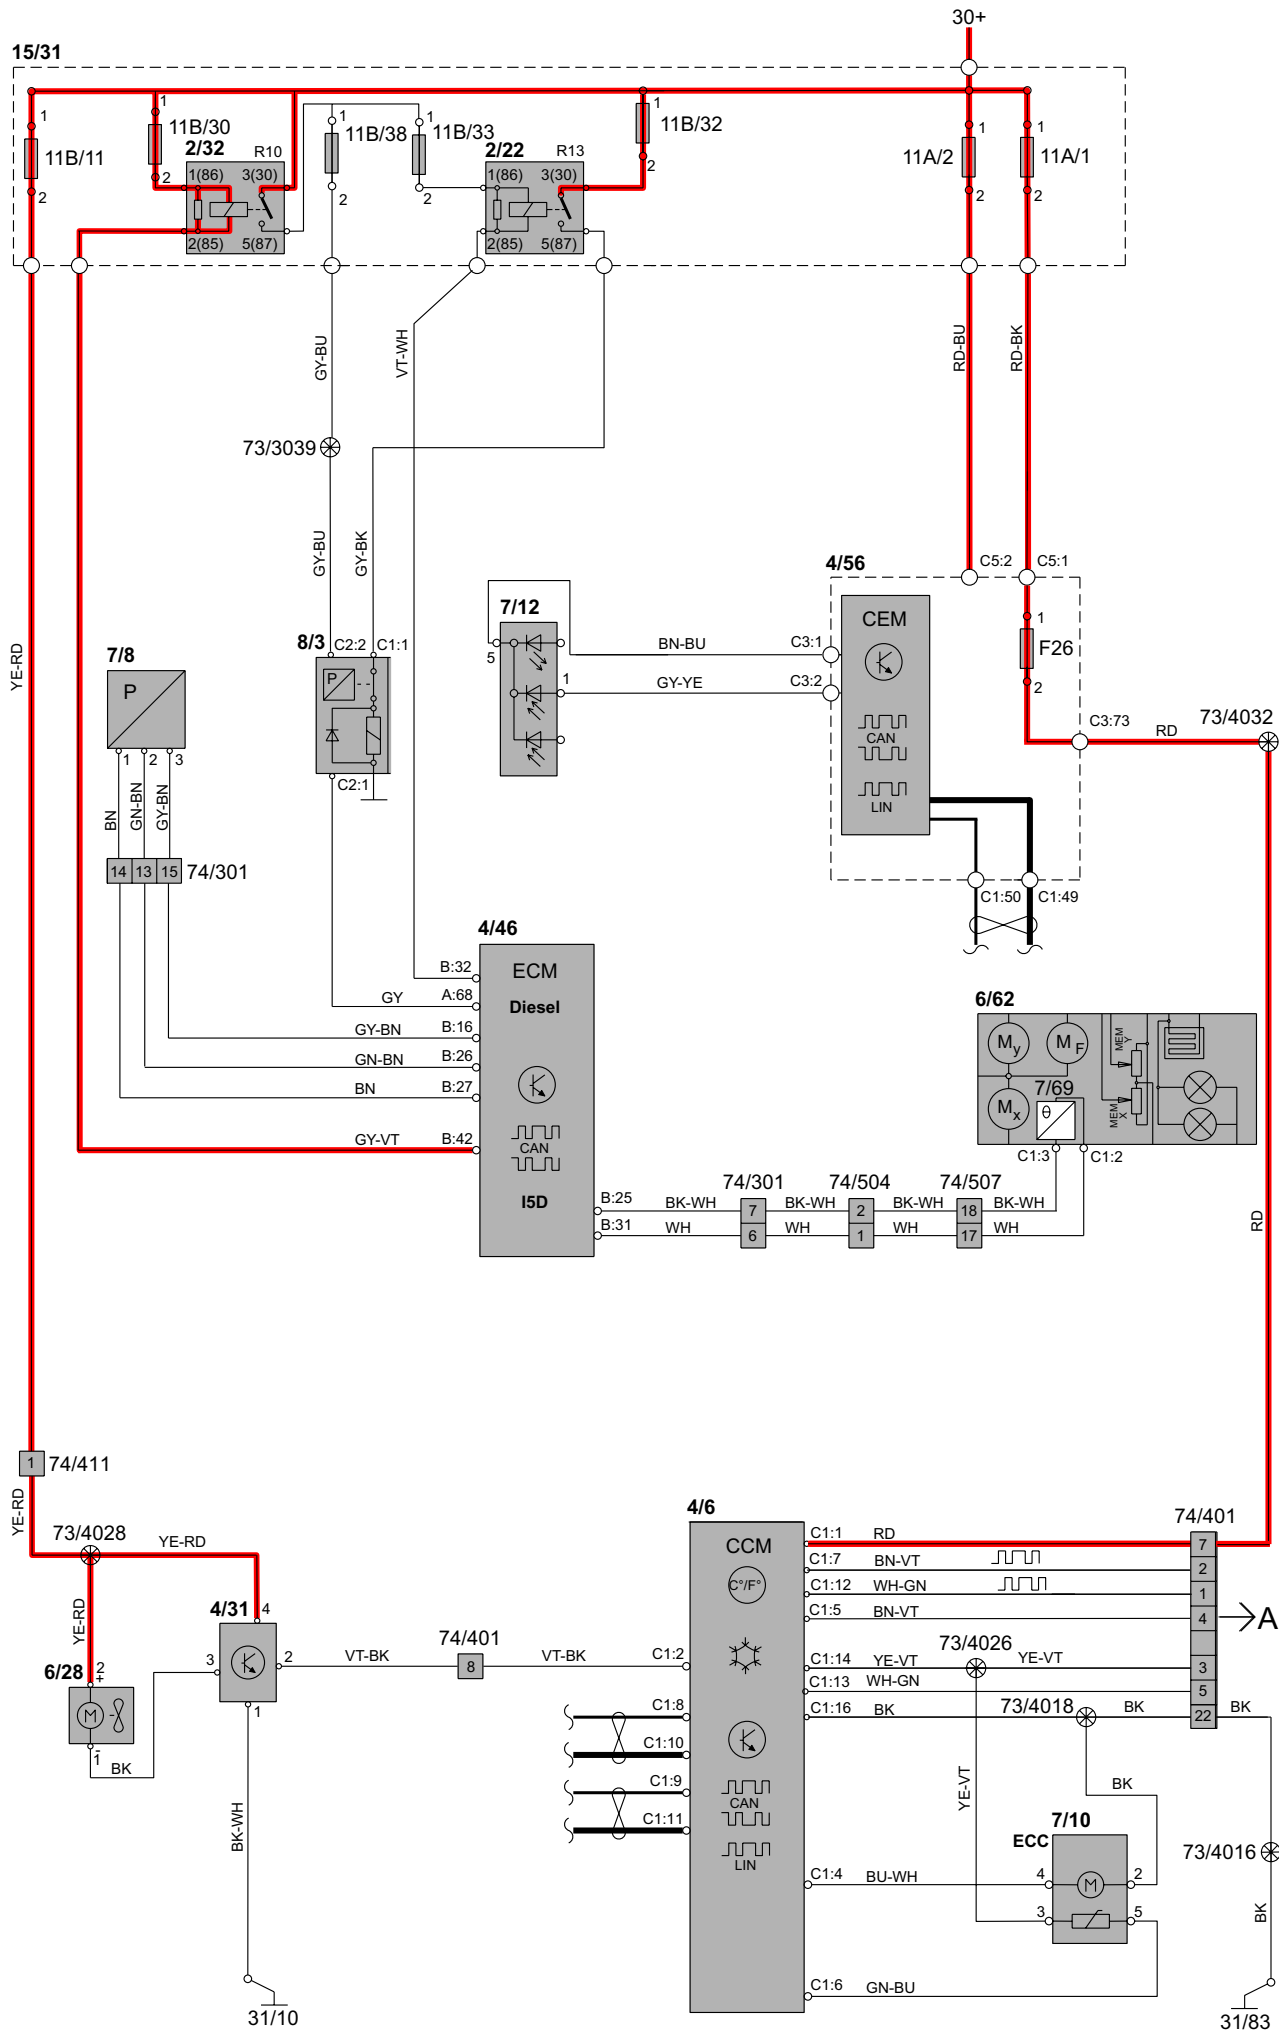 30+
15/31
1
11B/11
2
1
11B/30
2
2/32
R10
1(86)
3(30)
2(85)
5(87)
1
11B/38
2
1
11B/33
2
2/22
R13
1(86)
3(30)
2(85)
5(87)
1
11B/32
2
1
11A/2
2
1
11A/1
2
GY-BU
VT-WH
RD-BU
RD-BK
73/3039
GY-BU
GY-BK
YE-RD
7/8
P
1
2
3
BN
GN-BN
GY-BN
14
13
15
74/301
8/3
C2:2
C1:1
P
C2:1
7/12
5
1
BN-BU
C3:1
GY-YE
C3:2
4/56
C5:2
C5:1
CEM
CAN
LIN
1
F26
2
C3:73
RD
73/4032
C1:50
C1:49
4/46
ECM
Diesel
CAN
I5D
B:32
GY
A:68
GY-BN
B:16
GN-BN
B:26
BN
B:27
GY-VT
B:42
B:25
BK-WH
B:31
WH
74/301
7
6
BK-WH
WH
74/504
2
1
BK-WH
WH
74/507
18
17
BK-WH
WH
6/62
My
MF
Mx
MEM Y
MEM X
7/69
θ
C1:3
C1:2
RD
1
74/411
YE-RD
73/4028
YE-RD
YE-RD
4/31
4
3
2
1
6/28
2
+
M
-
1
BK
BK-WH
31/10
VT-BK
74/401
8
VT-BK
4/6
CCM
C°/F°
CAN
LIN
C1:2
C1:8
C1:10
C1:9
C1:11
C1:1
RD
C1:7
BN-VT
C1:12
WH-GN
C1:5
BN-VT
C1:14
YE-VT
73/4026
YE-VT
C1:13
WH-GN
C1:16
BK
73/4018
BK
74/401
7
2
1
4
3
5
22
A
BK
YE-VT
BK
7/10
ECC
C1:4
BU-WH
4
M
2
3
5
C1:6
GN-BU
73/4016
BK
31/83